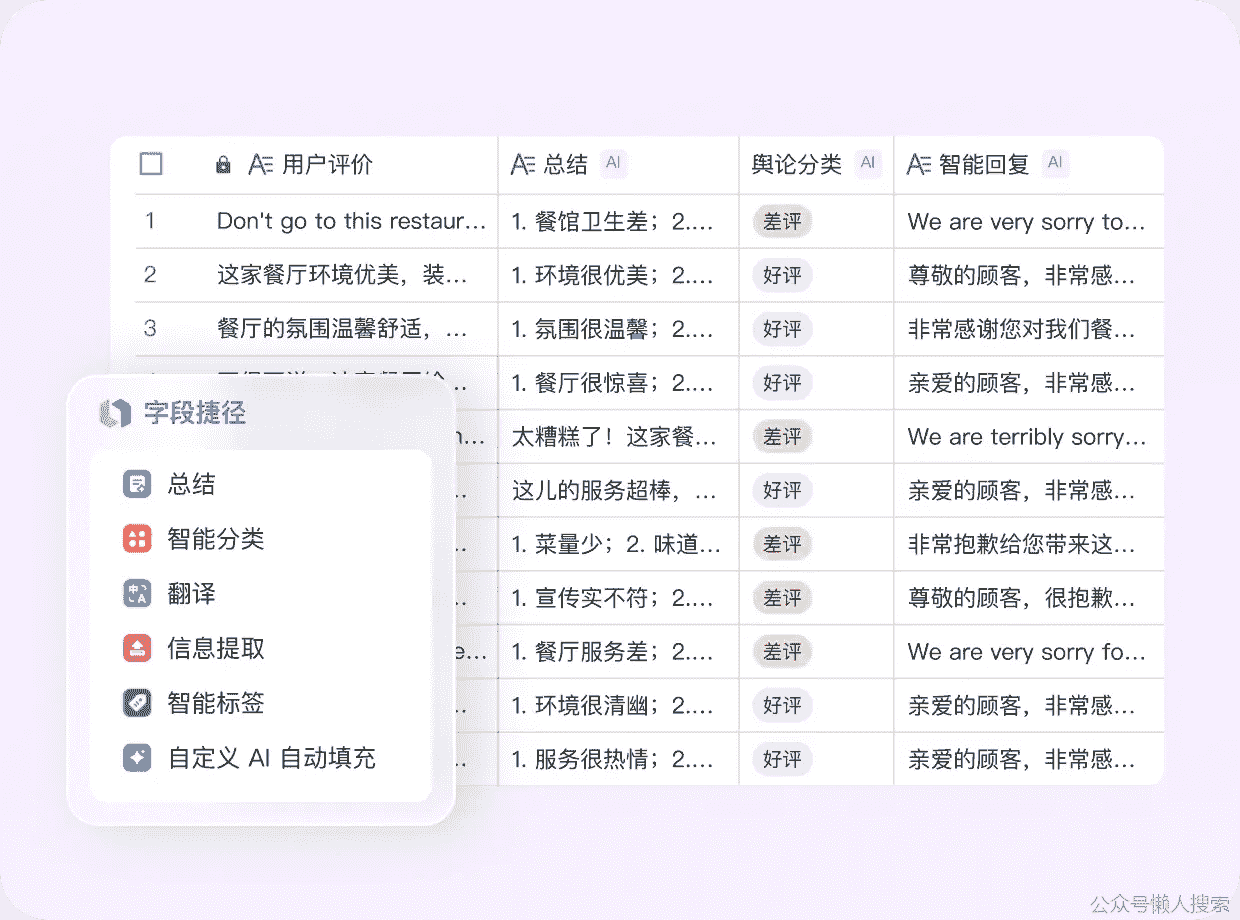 用户评价 总结 AI 舆论分类 AI 智能回复 AI
1 Don't go to this restaur... 1. 餐馆卫生差；2.... 差评 We are very sorry to...
2 这家餐厅环境优美，装... 1. 环境很优美；2.... 好评 尊敬的顾客，非常感...
3 餐厅的氛围温馨舒适，... 1. 氛围很温馨；2.... 好评 非常感谢您对我们餐...
1. 餐厅很惊喜；2.... 好评 亲爱的顾客，非常感...
太糟糕了！这家餐... 差评 We are terribly sorry...
这儿的服务超棒，... 好评 亲爱的顾客，非常感...
1. 菜量少；2. 味道... 差评 非常抱歉给您带来这...
1. 宣传实不符；2.... 差评 尊敬的顾客，很抱歉...
1. 餐厅服务差；2.... 差评 We are very sorry fo...
1. 环境很清幽；2.... 好评 亲爱的顾客，非常感...
1. 服务很热情；2.... 好评 亲爱的顾客，非常感...
字段捷径
总结
智能分类
翻译
信息提取
智能标签
自定义 AI 自动填充
公众号懒人搜索